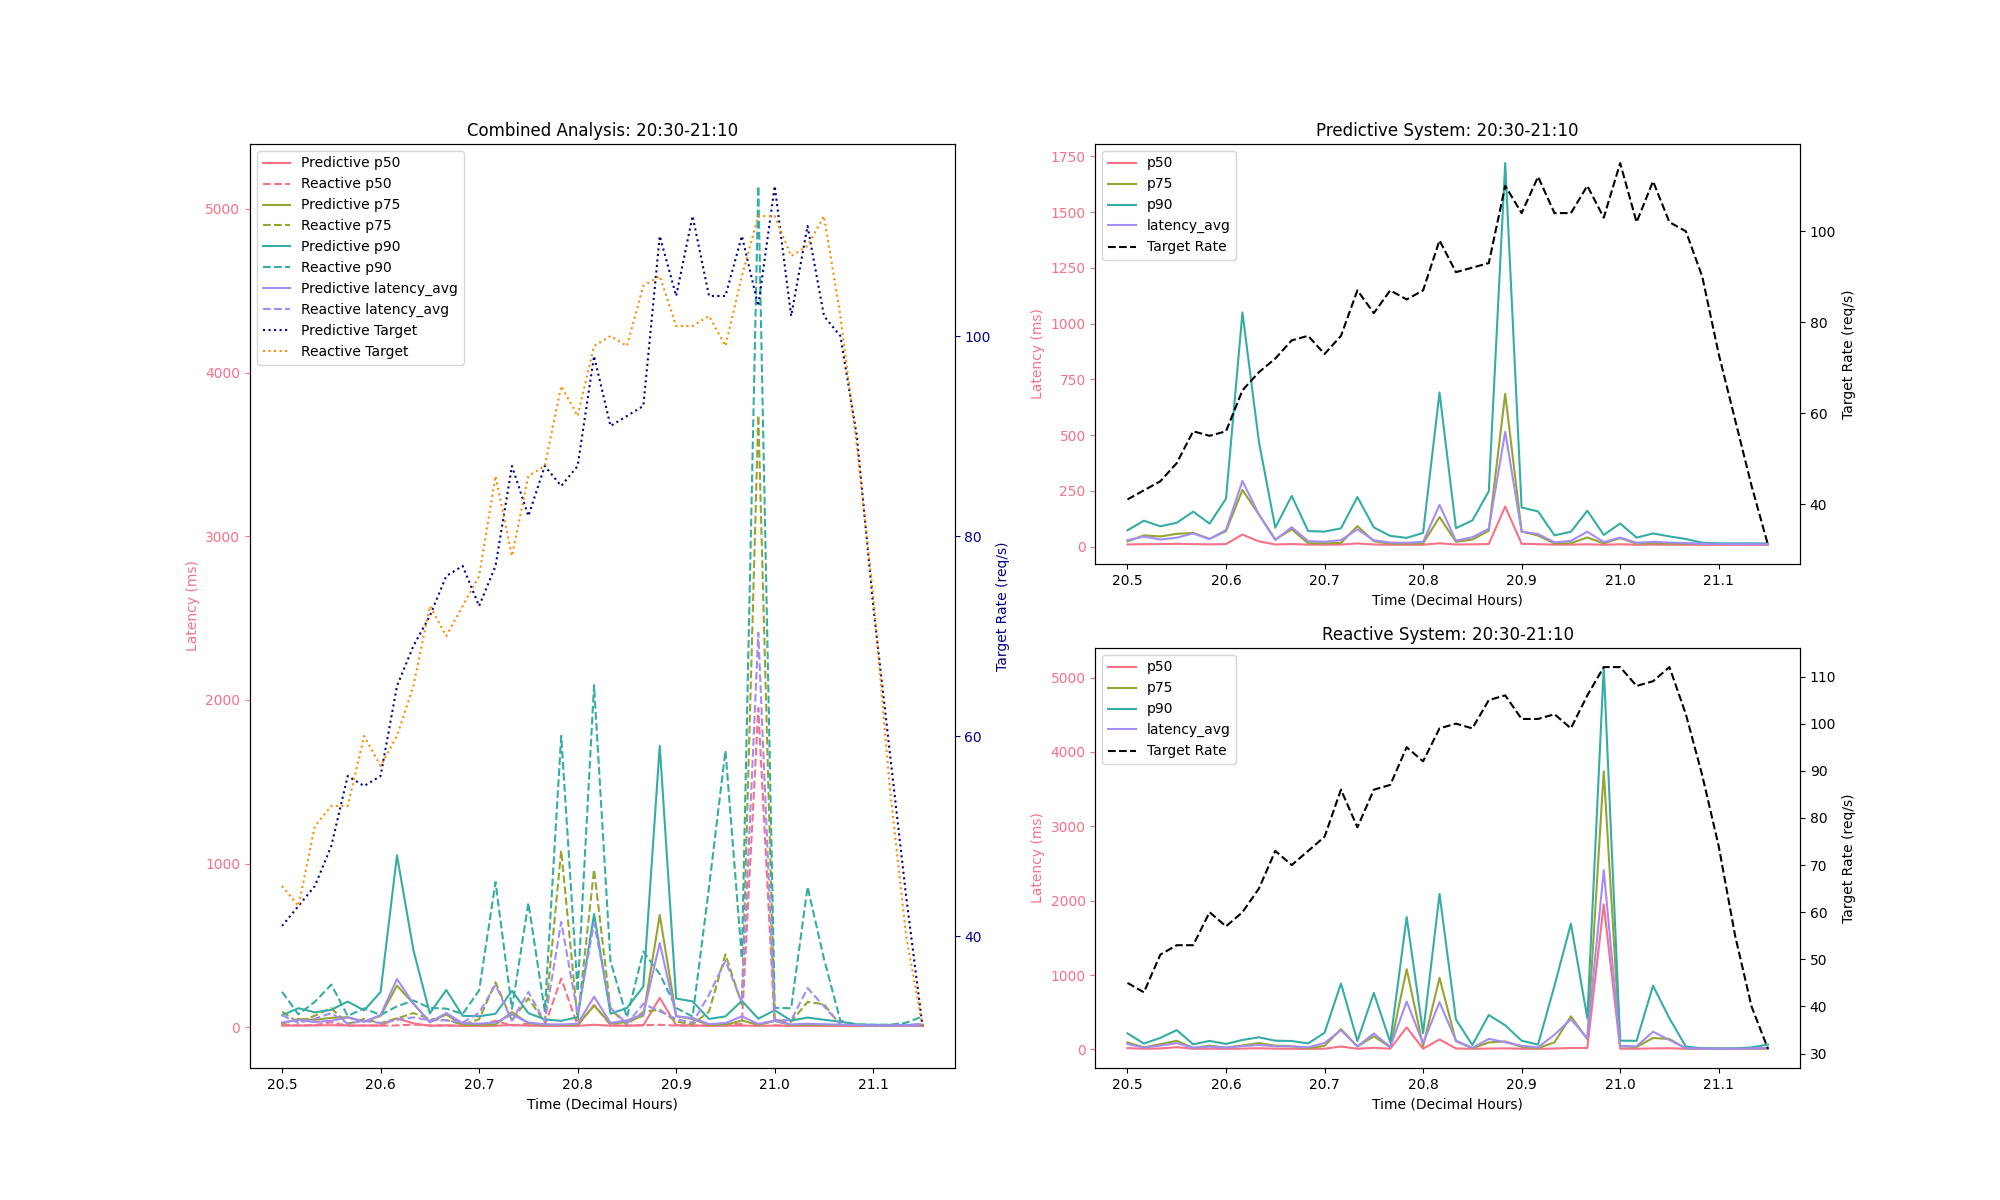 Combined Analysis: 20:30-21:10
Predictive p50
Reactive p50
Predictive p75
Reactive p75
Predictive p90
Reactive p90
Predictive latency_avg
Reactive latency_avg
Predictive Target
Reactive Target
Latency (ms)
5000
4000
3000
2000
1000
0
Target Rate (req/s)
100
80
60
40
20.5 20.6 20.7 20.8 20.9 21.0 21.1
Time (Decimal Hours)
Predictive System: 20:30-21:10
p50
p75
p90
latency_avg
Target Rate
Latency (ms)
1750
1500
1250
1000
750
500
250
0
Target Rate (req/s)
100
80
60
40
20.5 20.6 20.7 20.8 20.9 21.0 21.1
Time (Decimal Hours)
Reactive System: 20:30-21:10
p50
p75
p90
latency_avg
Target Rate
Latency (ms)
5000
4000
3000
2000
1000
0
Target Rate (req/s)
110
100
90
80
70
60
50
40
30
20.5 20.6 20.7 20.8 20.9 21.0 21.1
Time (Decimal Hours)